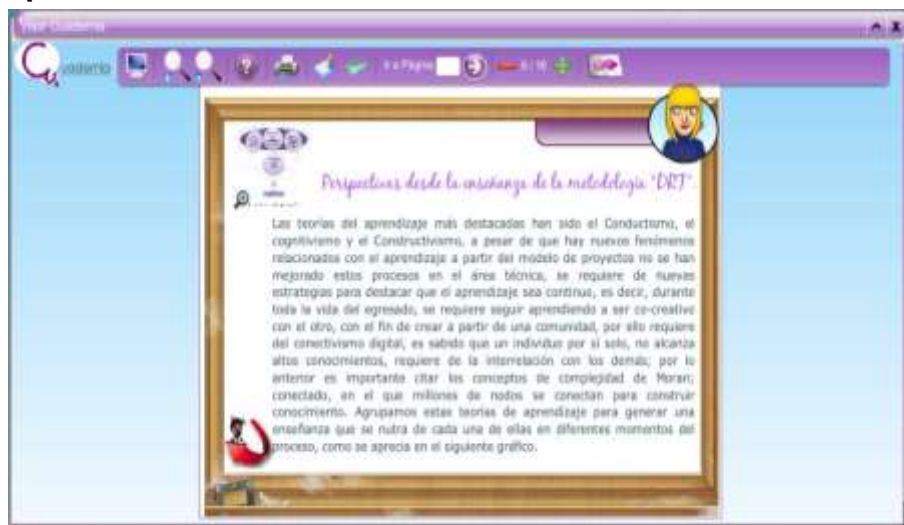 Cuaderno
Ir a Página
Perspectivas desde la enseñanza de la metodología "DRT".
Las teorías del aprendizaje más destacadas han sido el Conductismo, el
cognitivismo y el Constructivismo, a pesar de que hay nuevos fenómenos
relacionados con el aprendizaje a partir del modelo de proyectos no se han
mejorado estos procesos en el área técnica, se requiere de nuevas
estrategias para destacar que el aprendizaje sea continuo, es decir, durante
toda la vida del egresado, se requiere seguir aprendiendo a ser co-creativo
con el otro, con el fin de crear a partir de una comunidad, por ello requiere
del conectivismo digital, es sabido que un individuo por si solo, no alcanza
altos conocimientos, requiere de la interrelación con los demás; por lo
anterior es importante citar los conceptos de complejidad de Moran;
conectado, en el que millones de nodos se conectan para construir
conocimiento. Agrupamos estas teorías de aprendizaje para generar una
enseñanza que se nutra de cada una de ellas en diferentes momentos del
proceso, como se aprecia en el siguiente gráfico.